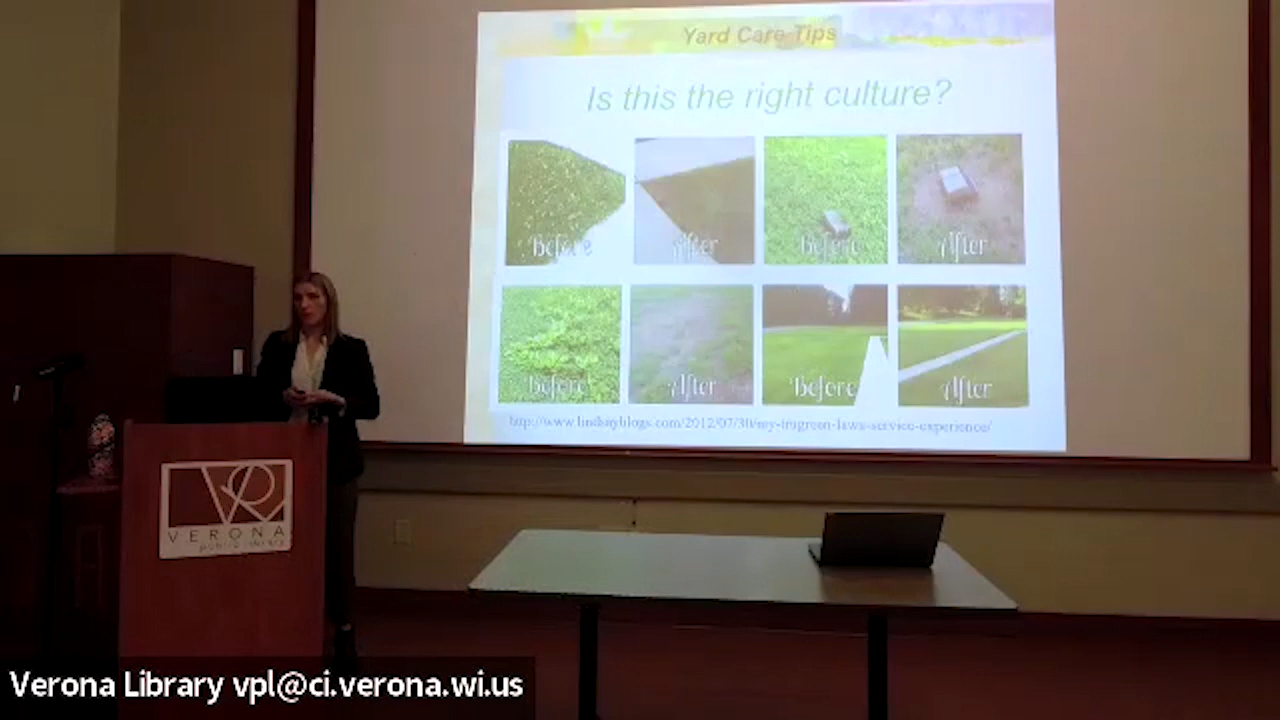 Yard Care Tips
Is this the right culture?
Before After Before After
Before After Before After
http://www.lindsayblogs.com/2012/07/30/my-trugreen-lawn-service-experience/
VERONA
public library
Verona Library vpl@ci.verona.wi.us